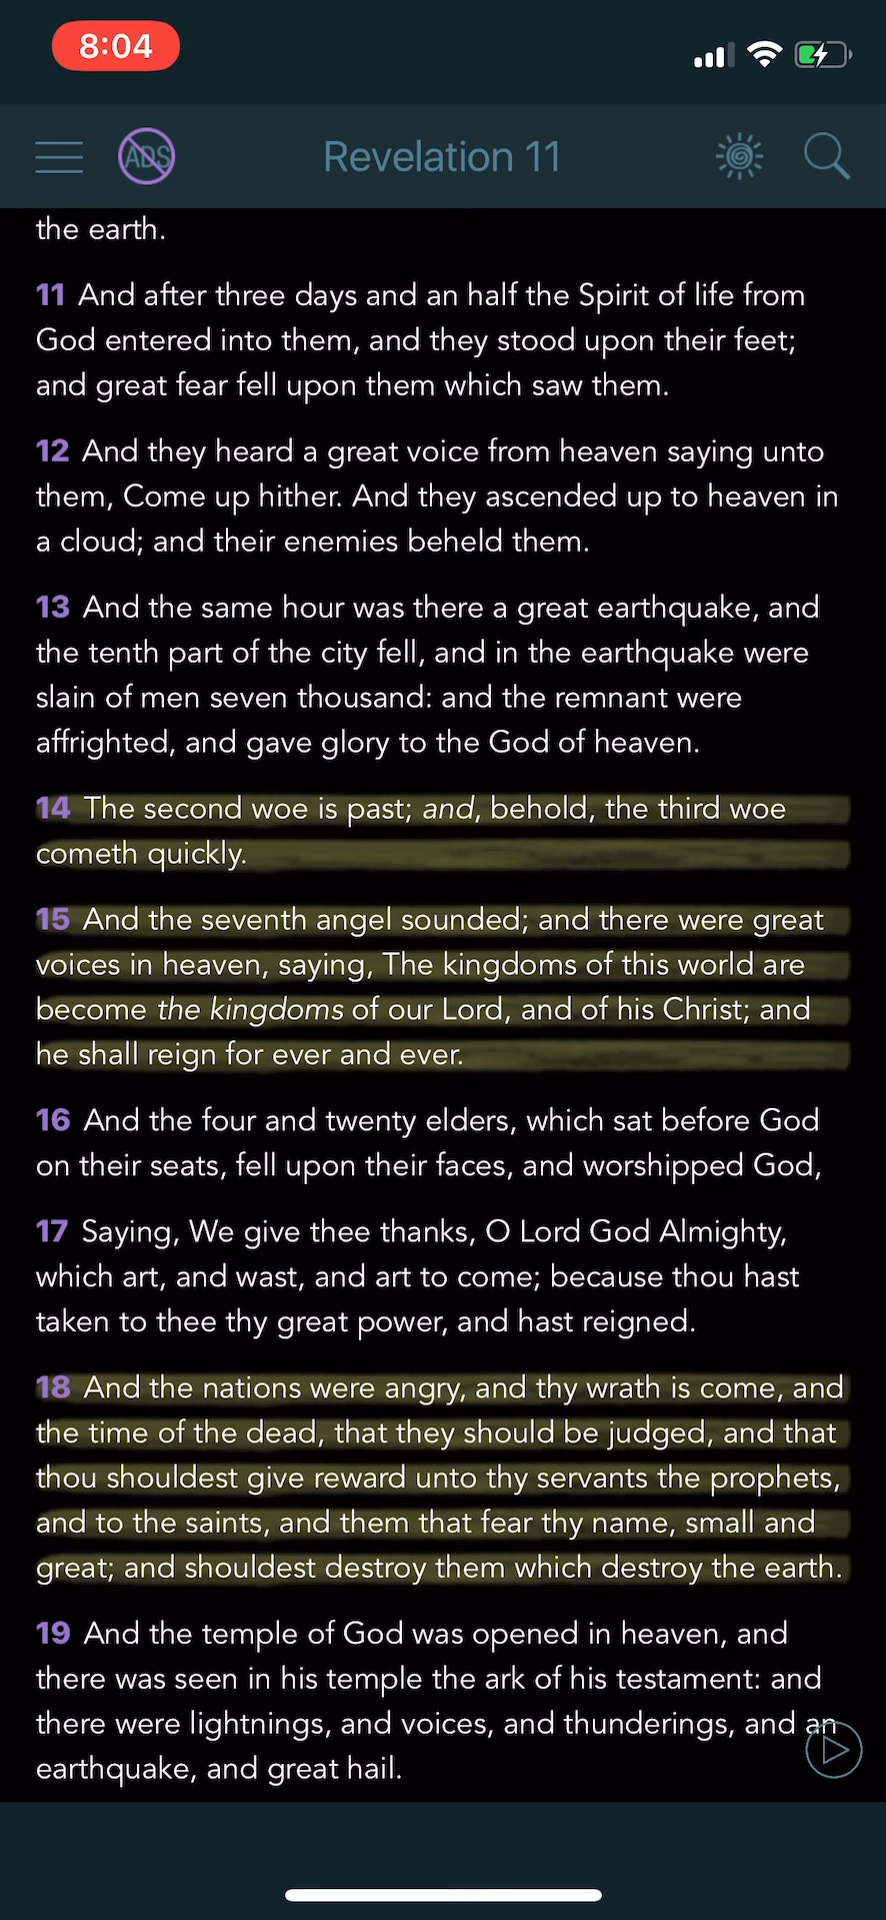 8:04
ADS
Revelation 11
the earth.
11 And after three days and an half the Spirit of life from
God entered into them, and they stood upon their feet;
and great fear fell upon them which saw them.
12 And they heard a great voice from heaven saying unto
them, Come up hither. And they ascended up to heaven in
a cloud; and their enemies beheld them.
13 And the same hour was there a great earthquake, and
the tenth part of the city fell, and in the earthquake were
slain of men seven thousand: and the remnant were
affrighted, and gave glory to the God of heaven.
14 The second woe is past; and, behold, the third woe
cometh quickly.
15 And the seventh angel sounded; and there were great
voices in heaven, saying, The kingdoms of this world are
become the kingdoms of our Lord, and of his Christ; and
he shall reign for ever and ever.
16 And the four and twenty elders, which sat before God
on their seats, fell upon their faces, and worshipped God,
17 Saying, We give thee thanks, O Lord God Almighty,
which art, and wast, and art to come; because thou hast
taken to thee thy great power, and hast reigned.
18 And the nations were angry, and thy wrath is come, and
the time of the dead, that they should be judged, and that
thou shouldest give reward unto thy servants the prophets,
and to the saints, and them that fear thy name, small and
great; and shouldest destroy them which destroy the earth.
19 And the temple of God was opened in heaven, and
there was seen in his temple the ark of his testament: and
there were lightnings, and voices, and thunderings, and an
earthquake, and great hail.